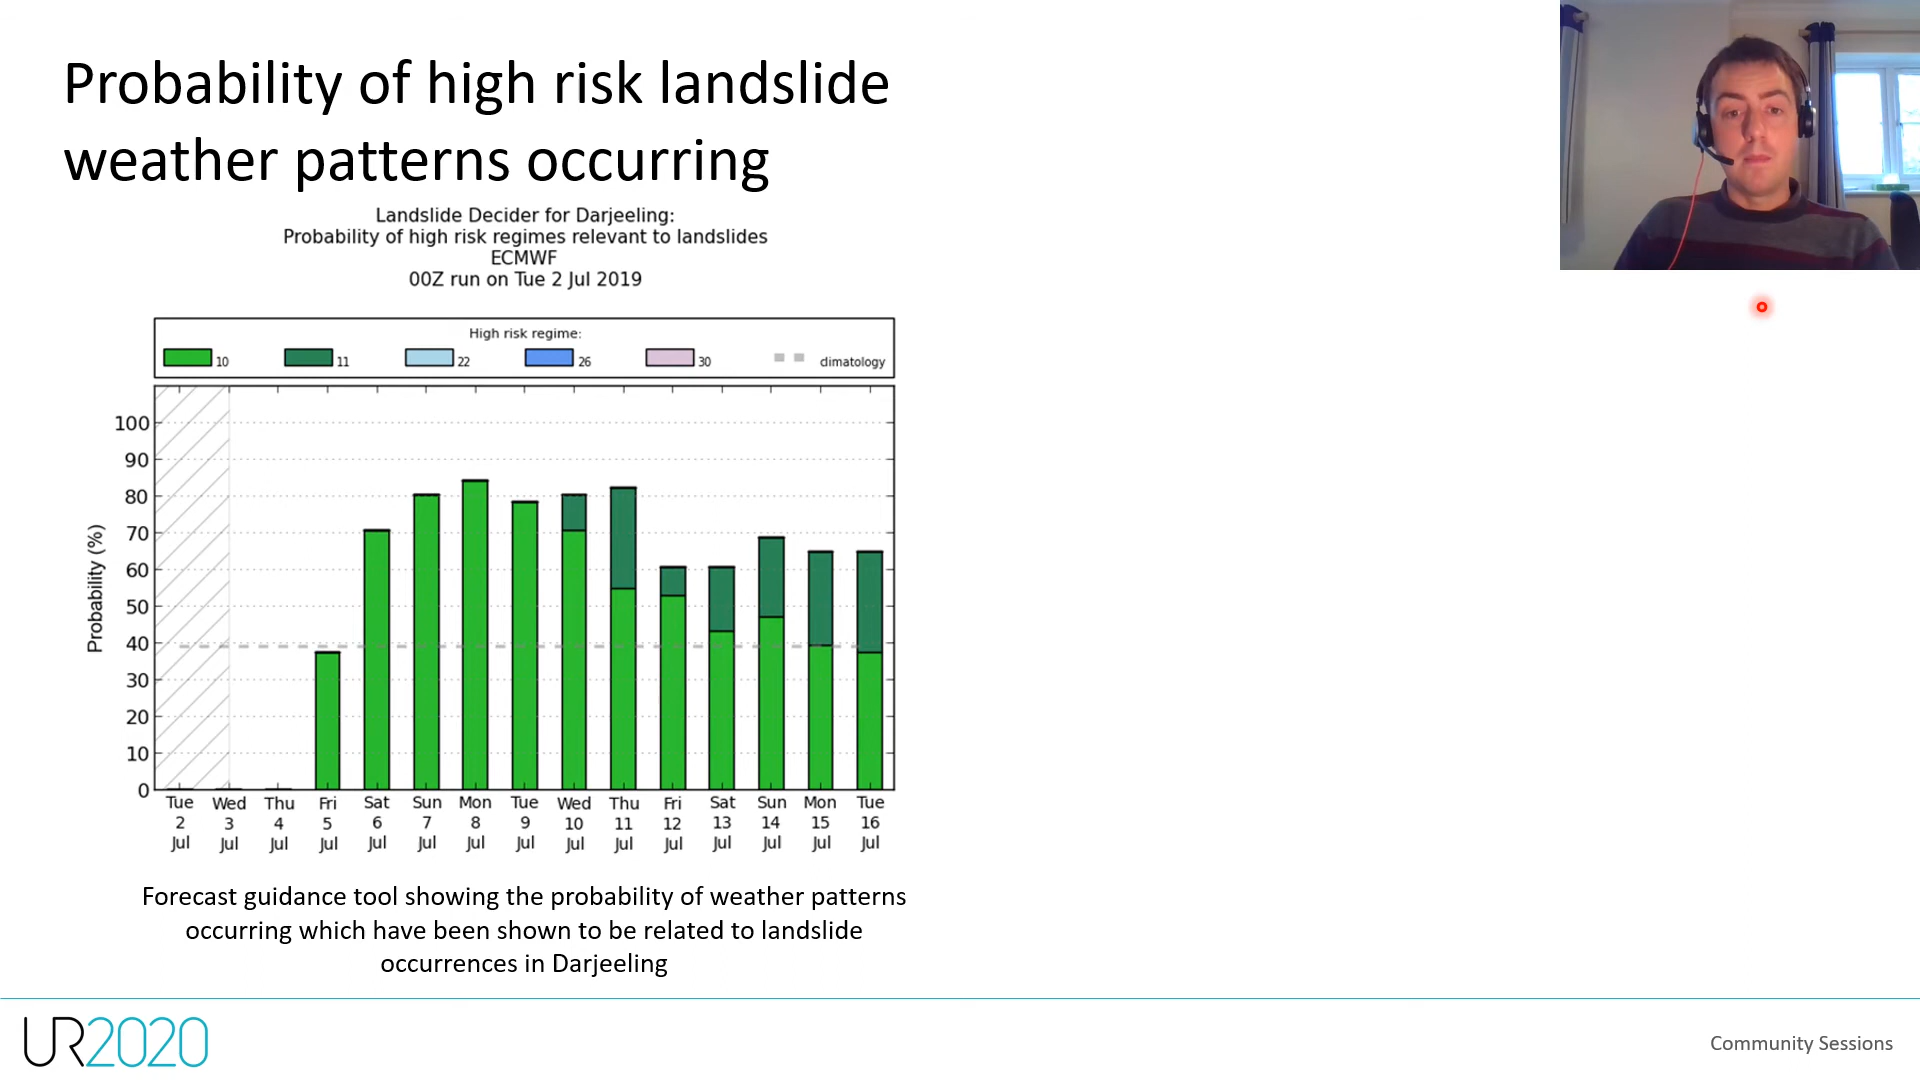 Probability of high risk landslide
weather patterns occurring
Landslide Decider for Darjeeling:
Probability of high risk regimes relevant to landslides
ECMWF
00Z run on Tue 2 Jul 2019
High risk regime:
10 11 22 26 30 climatology
Probability (%)
100
90
80
70
60
50
40
30
20
10
0
Tue Wed Thu Fri Sat Sun Mon Tue Wed Thu Fri Sat Sun Mon Tue
2 3 4 5 6 7 8 9 10 11 12 13 14 15 16
Jul Jul Jul Jul Jul Jul Jul Jul Jul Jul Jul Jul Jul Jul Jul
Forecast guidance tool showing the probability of weather patterns
occurring which have been shown to be related to landslide
occurrences in Darjeeling
UR2020
Community Sessions